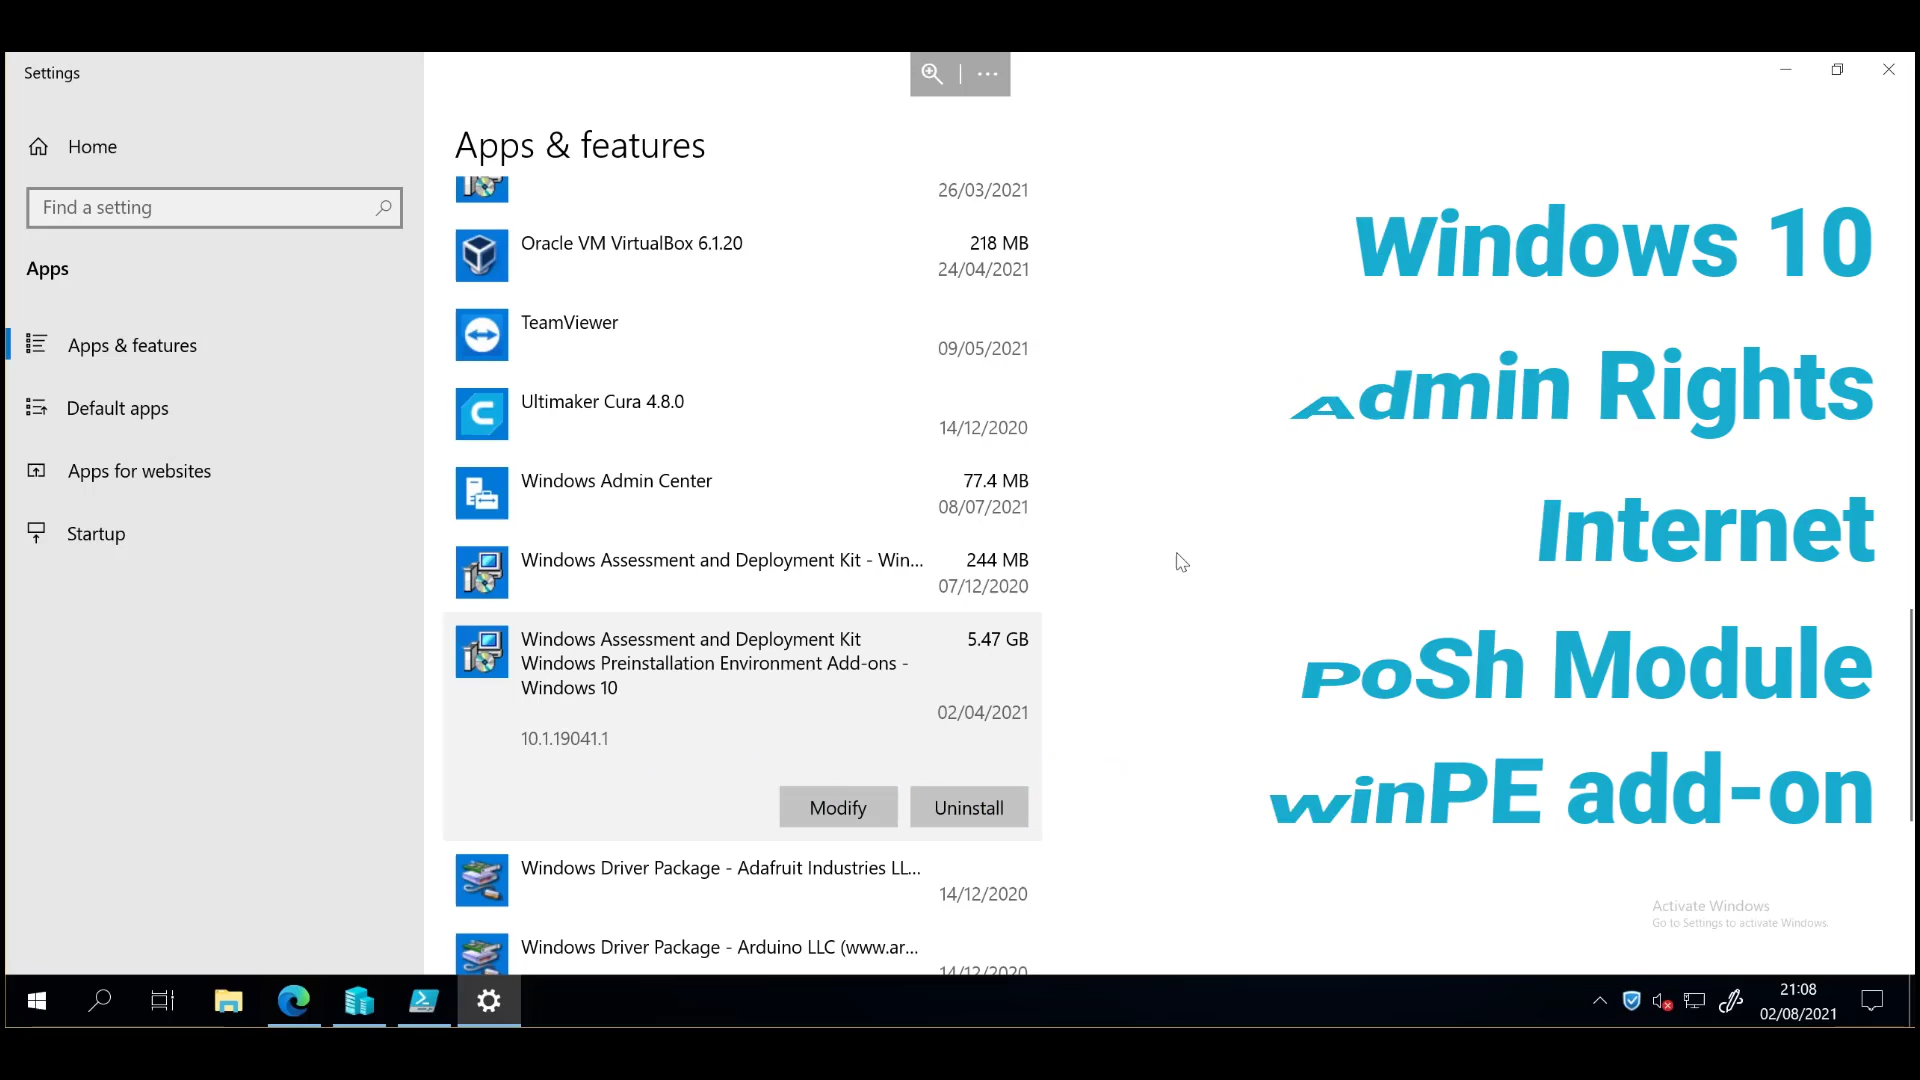 Settings
Home
Find a setting
Apps
Apps & features
Default apps
Apps for websites
Startup
Apps & features
26/03/2021
Oracle VM VirtualBox 6.1.20
218 MB
24/04/2021
TeamViewer
09/05/2021
Ultimaker Cura 4.8.0
14/12/2020
Windows Admin Center
77.4 MB
08/07/2021
Windows Assessment and Deployment Kit - Win...
244 MB
07/12/2020
Windows Assessment and Deployment Kit
Windows Preinstallation Environment Add-ons -
Windows 10
5.47 GB
02/04/2021
10.1.19041.1
Modify
Uninstall
Windows Driver Package - Adafruit Industries LL...
14/12/2020
Windows Driver Package - Arduino LLC (www.ar...
14/12/2020
Windows 10
Admin Rights
Internet
PoSh Module
winPE add-on
Activate Windows
Go to Settings to activate Windows.
21:08
02/08/2021